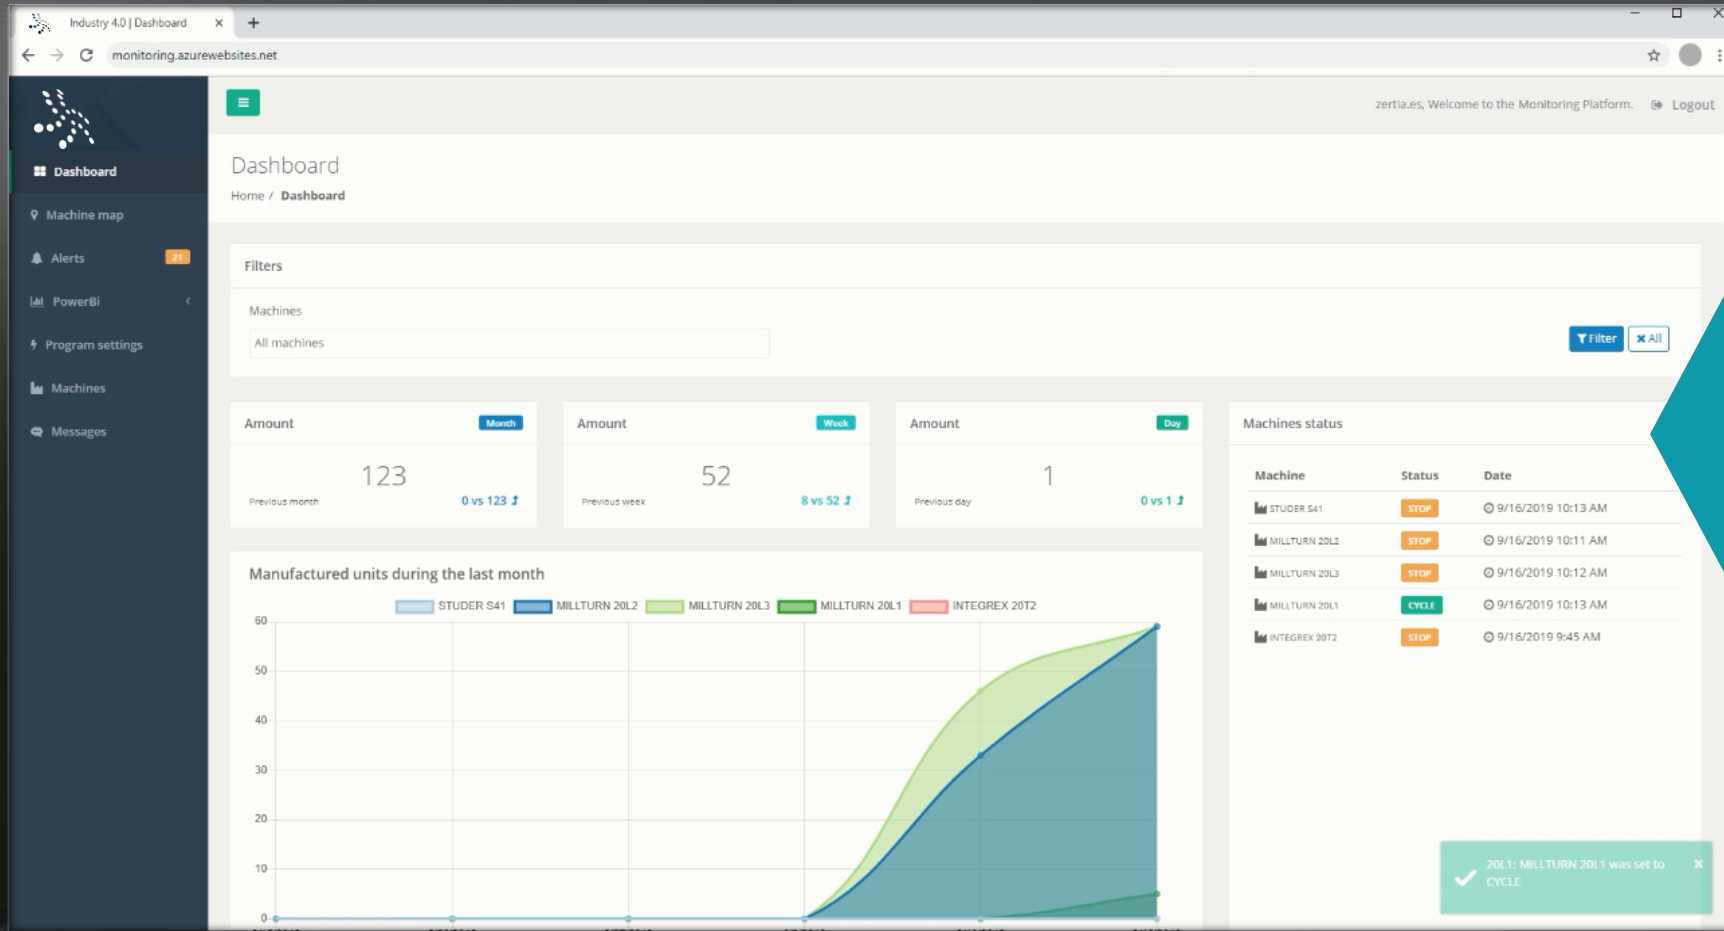 Industry 4.0 | Dashboard
monitoring.azurewebsites.net
zertia.es, Welcome to the Monitoring Platform. Logout
Dashboard
Machine map
Alerts 21
PowerBi
Program settings
Machines
Messages
Dashboard
Home / Dashboard
Filters
Machines
All machines
Filter
All
Amount Month
123
Previous month 0 vs 123
Amount Week
52
Previous week 8 vs 52
Amount Day
1
Previous day 0 vs 1
Machines status
Machine Status Date
STUDER S41 STOP 9/16/2019 10:13 AM
MILLTURN 20L2 STOP 9/16/2019 10:11 AM
MILLTURN 20L3 STOP 9/16/2019 10:12 AM
MILLTURN 20L1 CYCLE 9/16/2019 10:13 AM
INTEGREX 20T2 STOP 9/16/2019 9:45 AM
Manufactured units during the last month
STUDER S41 MILLTURN 20L2 MILLTURN 20L3 MILLTURN 20L1 INTEGREX 20T2
60
50
40
30
20
10
0
20L1: MILLTURN 20L1 was set to
CYCLE